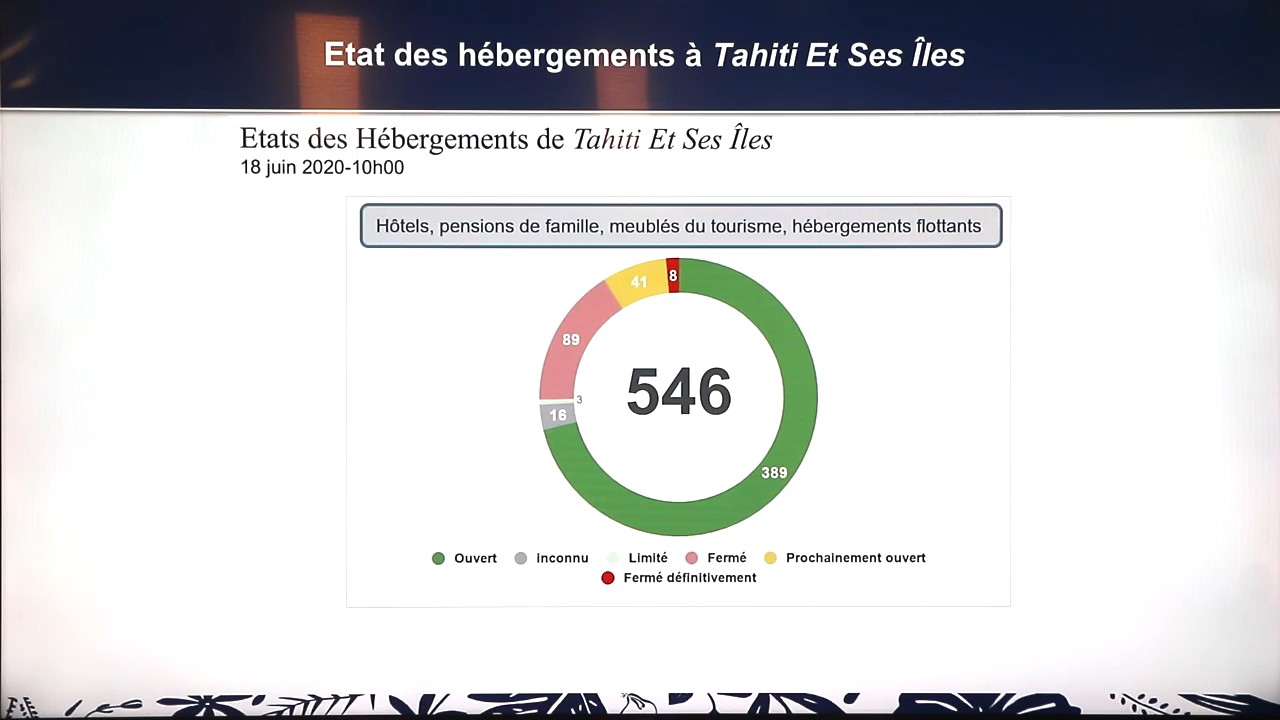 Etat des hébergements à Tahiti Et Ses Îles
Etats des Hébergements de Tahiti Et Ses Îles
18 juin 2020-10h00
Hôtels, pensions de famille, meublés du tourisme, hébergements flottants
41
8
89
3
546
16
389
Ouvert Inconnu Limité Fermé Prochainement ouvert
Fermé définitivement